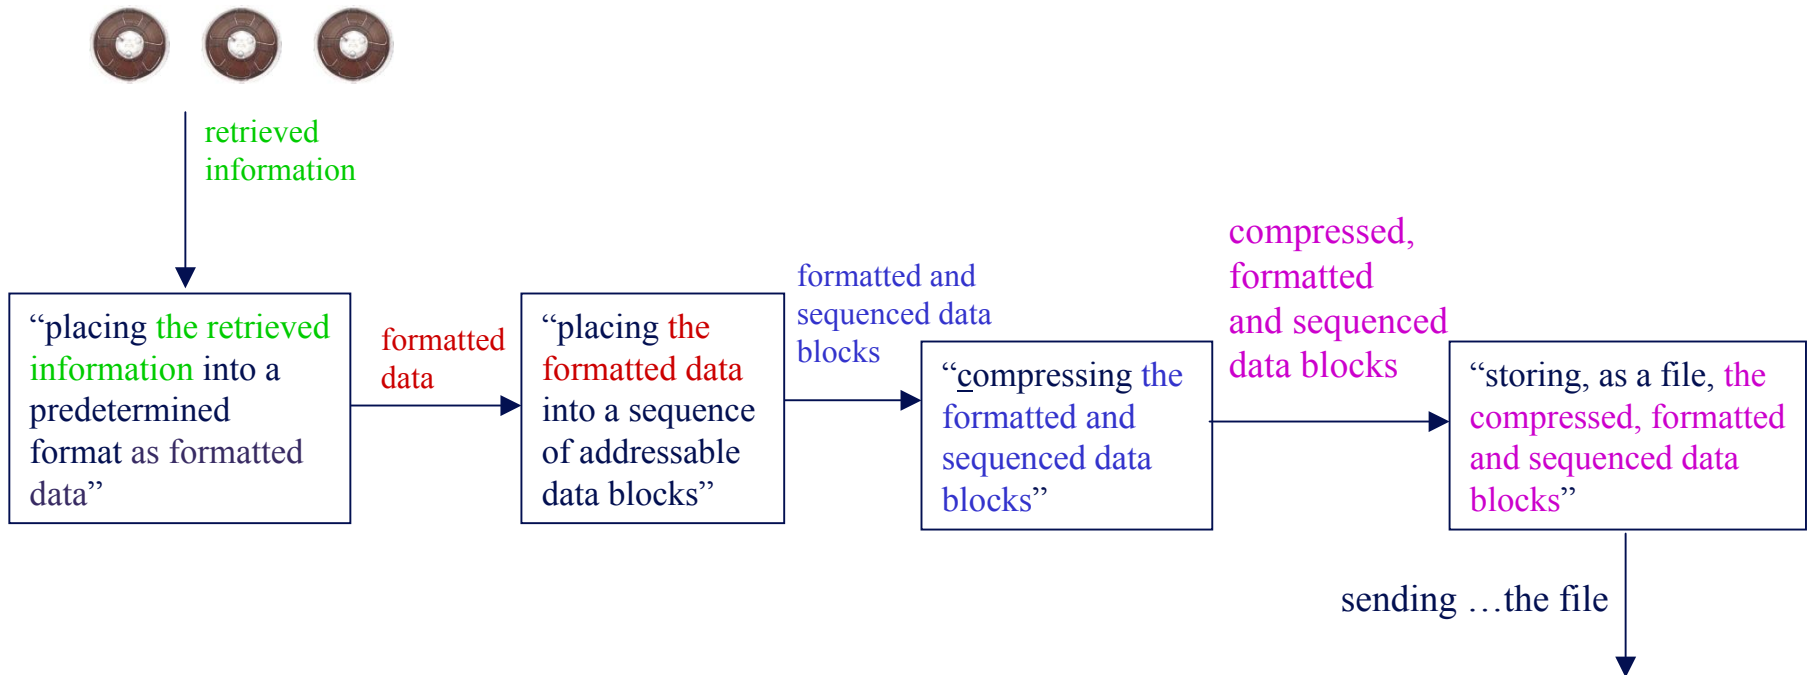 retrieved
information
“placing the retrieved
information into a
predetermined
format as formatted
data”
formatted
data
“placing the
formatted data
into a sequence
of addressable
data blocks”
formatted and
sequenced data
blocks
“compressing the
formatted and
sequenced data
blocks”
compressed,
formatted
and sequenced
data blocks
“storing, as a file, the
compressed, formatted
and sequenced data
blocks”
sending …the file